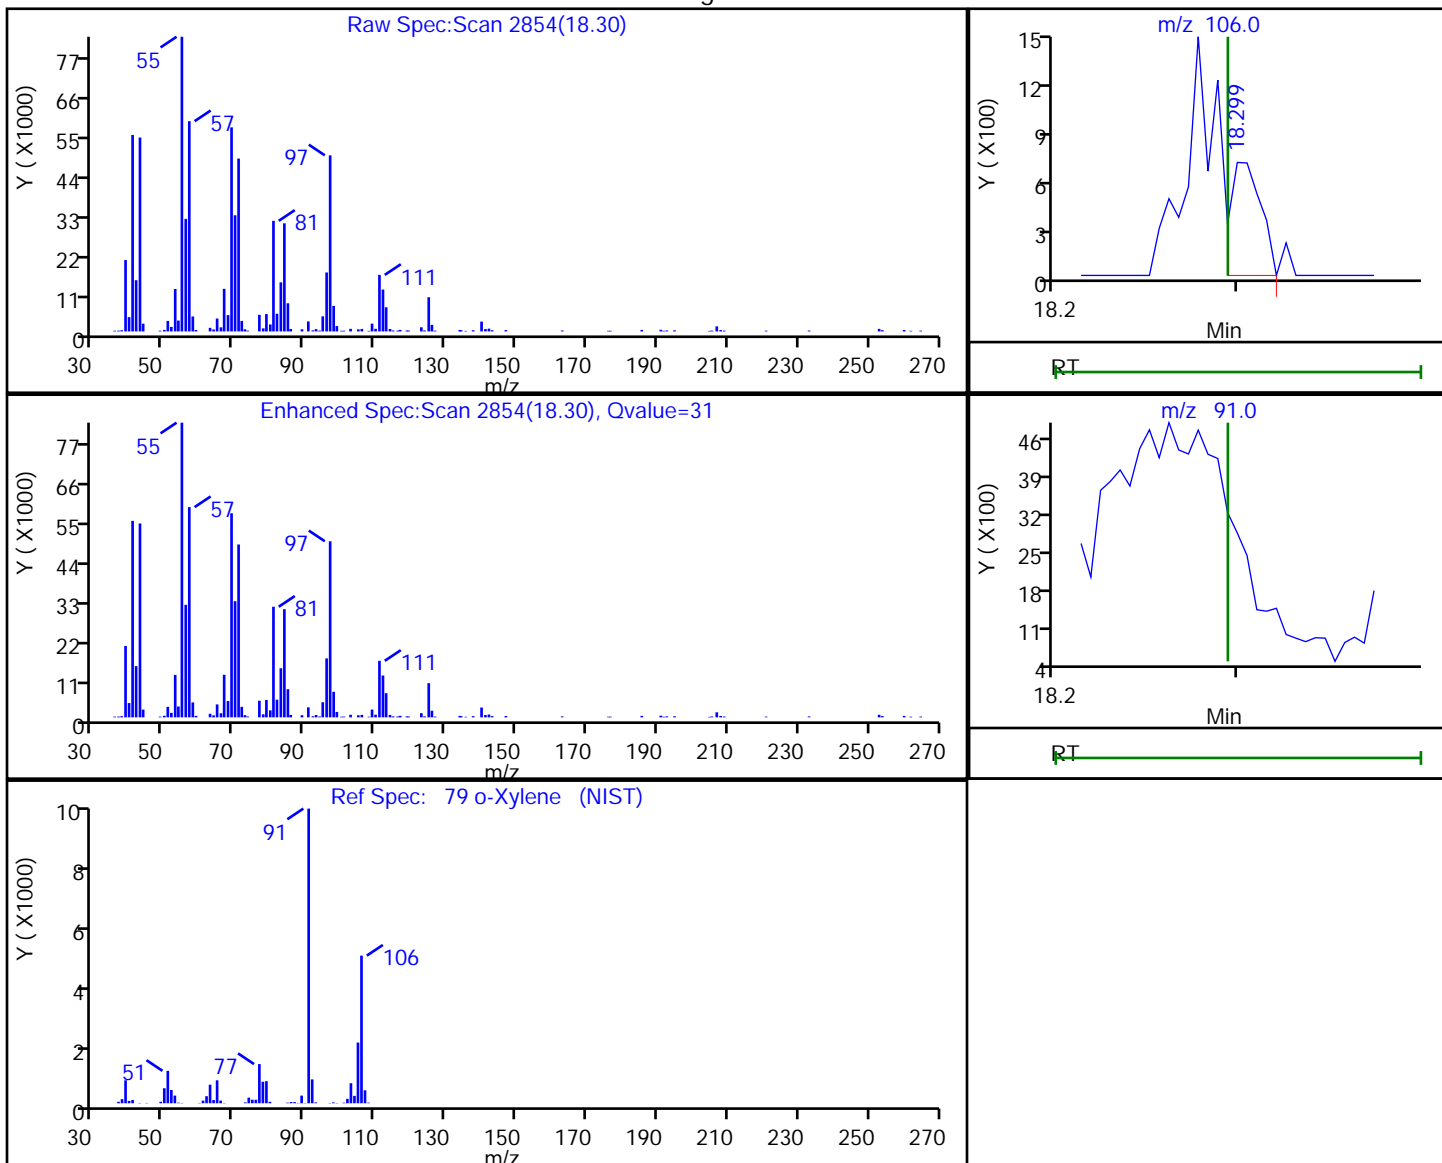 Raw Spec:Scan 2854(18.30)
Y ( X1000)
77
66
55
44
33
22
11
0
55
57
97
81
111
30 50 70 90 110 130 150 170 190 210 230 250 270
m/z
m/z 106.0
Y ( X100)
15
12
9
6
3
0
18.299
18.2
Min
RT
Enhanced Spec:Scan 2854(18.30), Qvalue=31
Y ( X1000)
77
66
55
44
33
22
11
0
55
57
97
81
111
30 50 70 90 110 130 150 170 190 210 230 250 270
m/z
m/z 91.0
Y ( X100)
46
39
32
25
18
11
4
18.2
Min
RT
Ref Spec: 79 o-Xylene (NIST)
Y ( X1000)
10
8
6
4
2
0
91
106
51
77
30 50 70 90 110 130 150 170 190 210 230 250 270
m/z